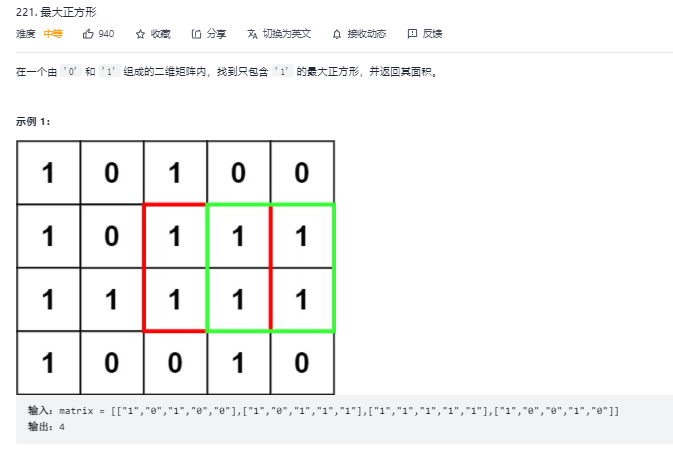 221. 最大正方形
难度 中等 940 收藏 分享 切换为英文 接收动态 反馈
在一个由 '0' 和 '1' 组成的二维矩阵内，找到只包含 '1' 的最大正方形，并返回其面积。
示例 1：
1 0 1 0 0
1 0 1 1 1
1 1 1 1 1
1 0 0 1 0
输入：matrix = [["1","0","1","0","0"],["1","0","1","1","1"],["1","1","1","1","1"],["1","0","0","1","0"]]
输出：4